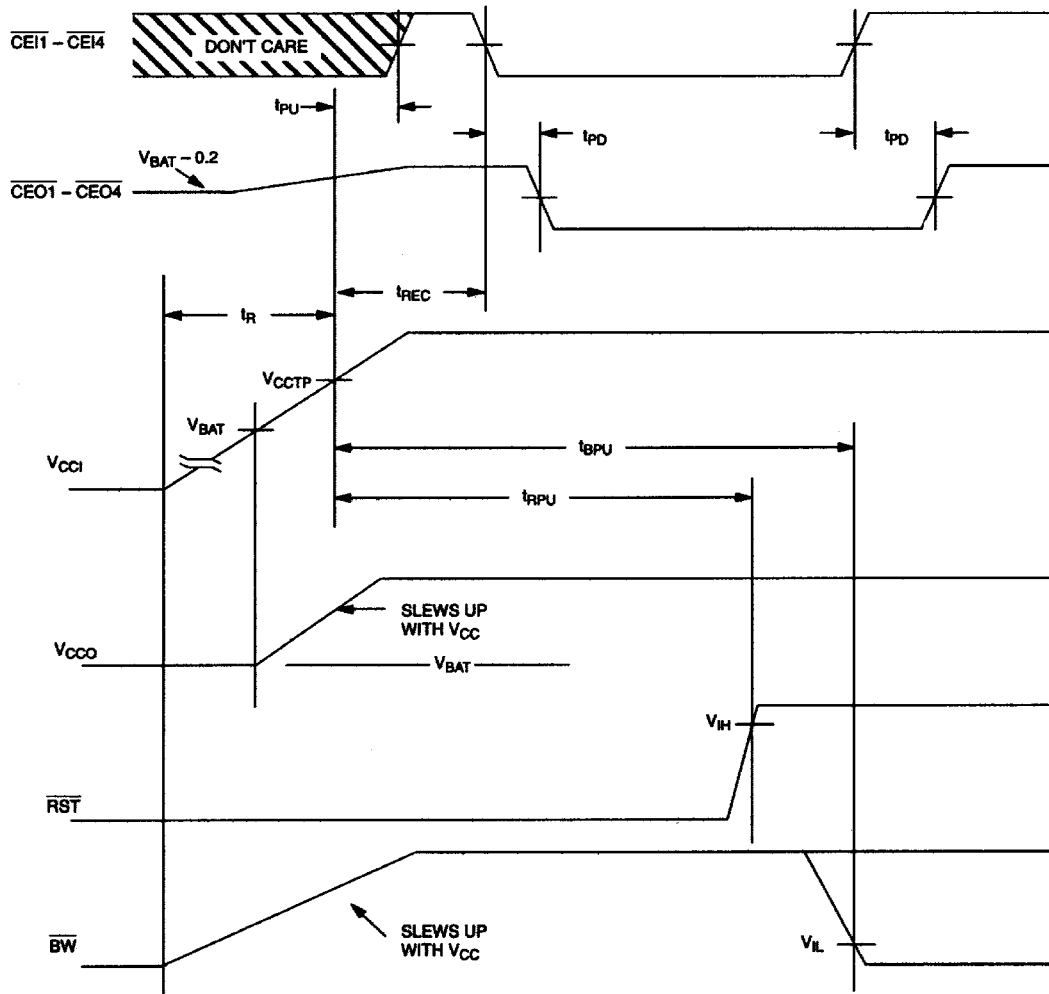 CEI1 – CEI4
DON'T CARE
tPU
tPD
tPD
VBAT – 0.2
CEO1 – CEO4
tREC
tR
VCCTP
VBAT
tBPU
VCCI
tRPU
SLEWS UP
WITH VCC
VCCO
VBAT
VIH
RST
SLEWS UP
WITH VCC
BW
VIL